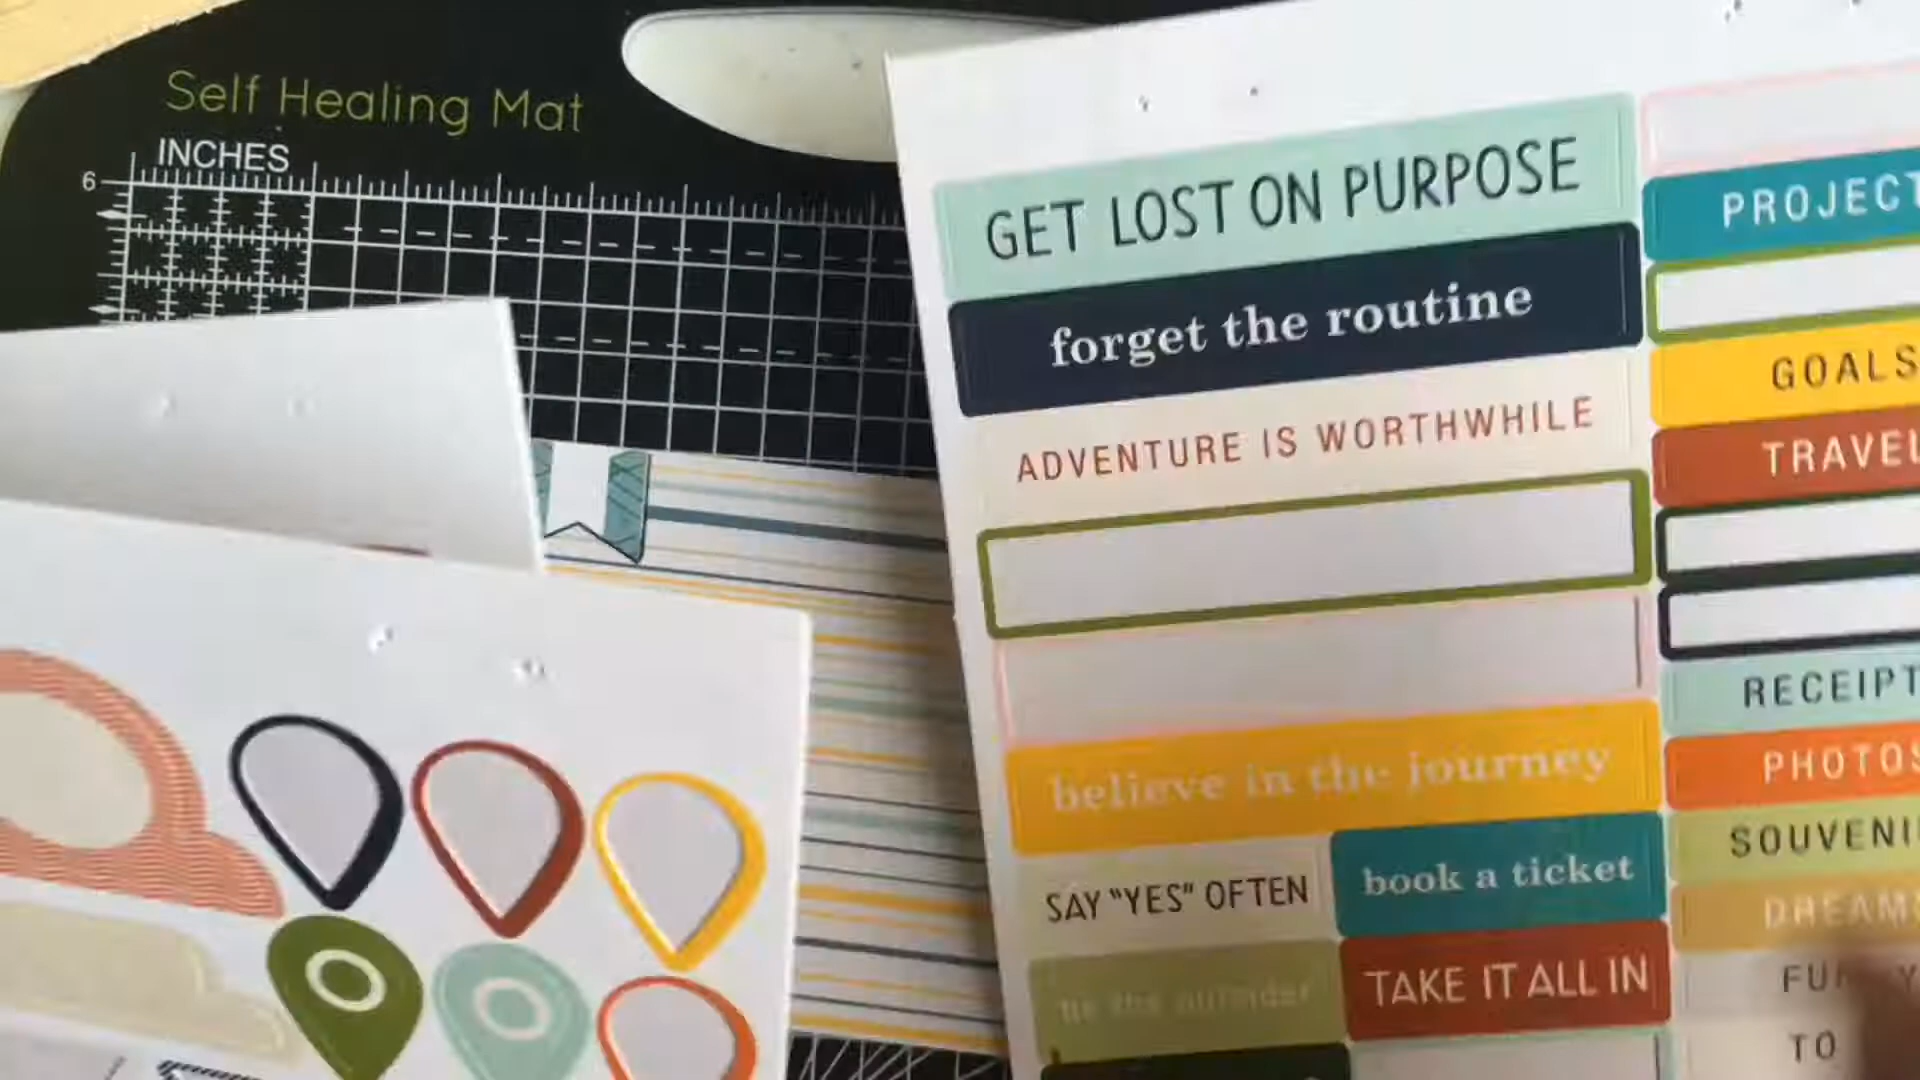 Self Healing Mat
INCHES
6
GET LOST ON PURPOSE
forget the routine
ADVENTURE IS WORTHWHILE
believe in the journey
SAY "YES" OFTEN
book a ticket
TAKE IT ALL IN
PROJECT
GOALS
TRAVEL
RECEIPT
PHOTOS
SOUVENI
DREAMS
TO